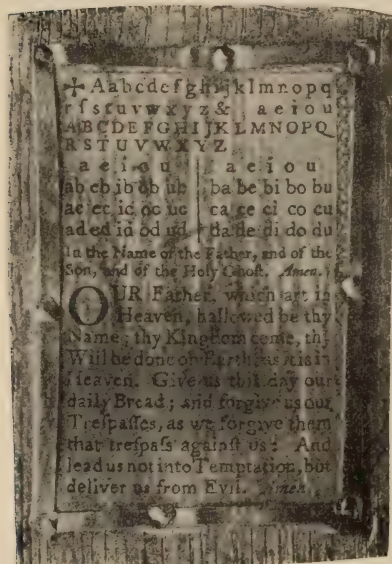 ✠ Aabcdefghijklmnopq
rſstuvwxyz& aeiou
ABCDEFGHIJKLMNOPQ
RSTUVWXYZ
a e i o u a e i o u
ab eb ib ob ub ba be bi bo bu
ac ec ic oc uc ca ce ci co cu
ad ed id od ud da de di do du
In the Name of the Father, and of the
Son, and of the Holy Ghoſt. Amen.
OUR Father, which art in
Heaven, hallowed be thy
Name; thy Kingdom come, thy
Will be done on Earth, as it is in
Heaven. Give us this day our
daily Bread; and forgive us our
Treſpaſſes, as we forgive them
that treſpaſs againſt us: And
lead us not into Temptation, but
deliver us from Evil. Amen.